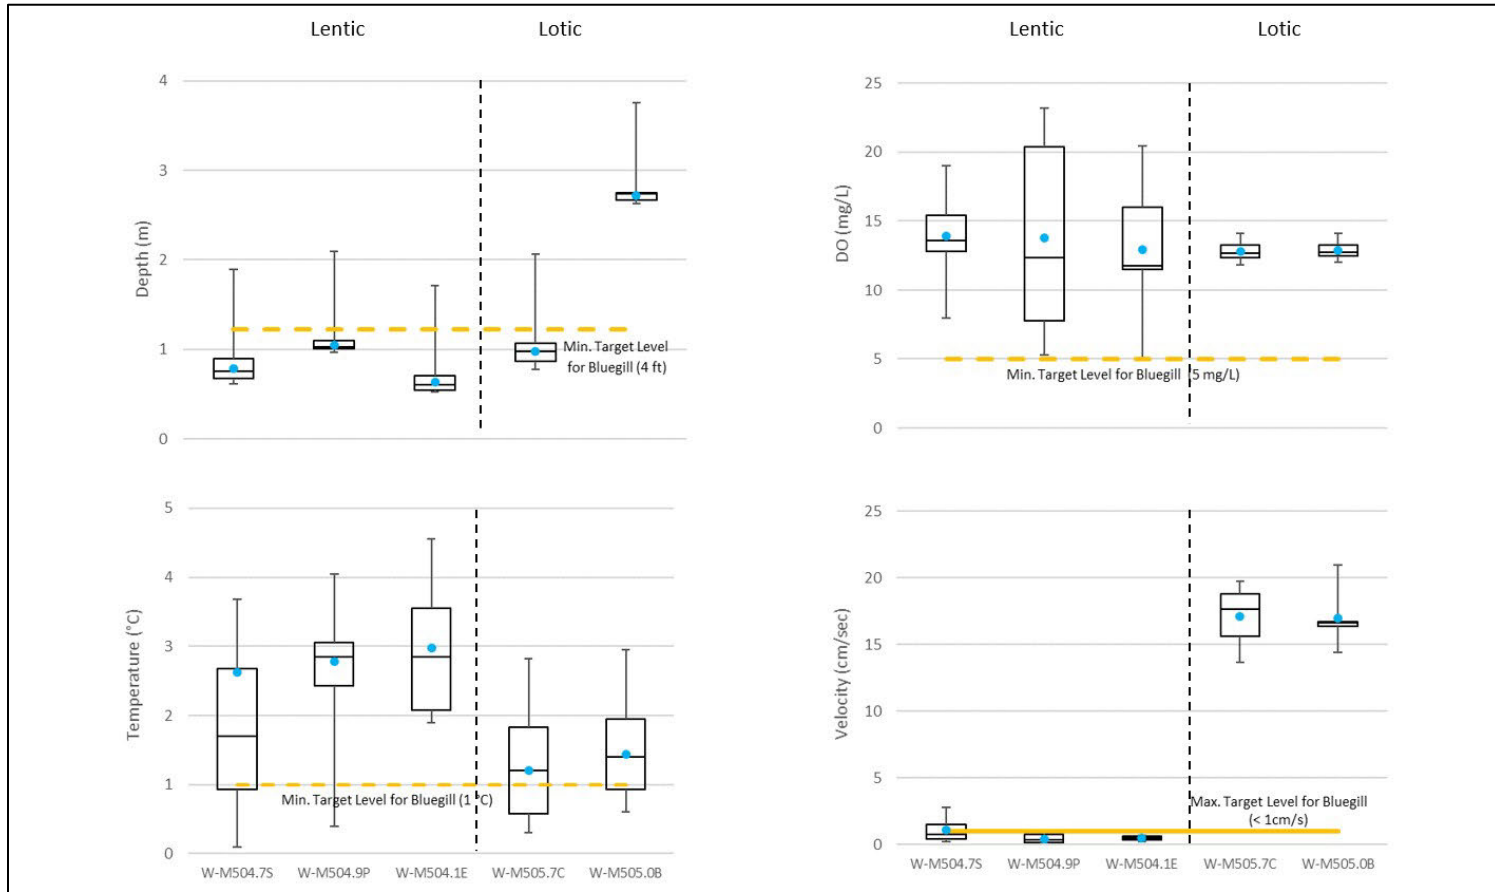 Lentic
Lotic
4
3
2
1
0
Depth (m)
Min. Target Level
for Bluegill (4 ft)
Lentic
Lotic
25
20
15
10
5
0
DO (mg/L)
Min. Target Level for Bluegill (5 mg/L)
5
4
3
2
1
0
Temperature (°C)
Min. Target Level for Bluegill (1 °C)
W-M504.7S
W-M504.9P
W-M504.1E
W-M505.7C
W-M505.0B
25
20
15
10
5
0
Velocity (cm/sec)
Max. Target Level for Bluegill
(< 1cm/s)
W-M504.7S
W-M504.9P
W-M504.1E
W-M505.7C
W-M505.0B